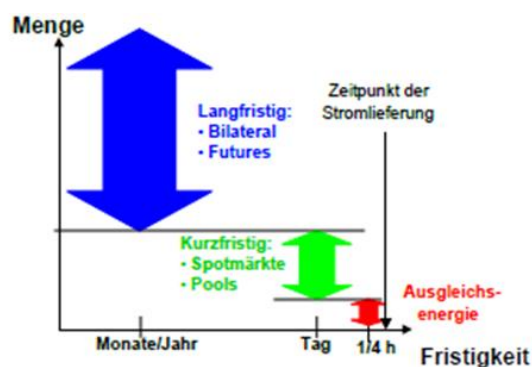 Menge
Zeitpunkt der
Stromlieferung
Langfristig:
• Bilateral
• Futures
Kurzfristig:
• Spotmärkte
• Pools
Ausgleichs-
energie
Monate/Jahr
Tag
1/4 h
Fristigkeit